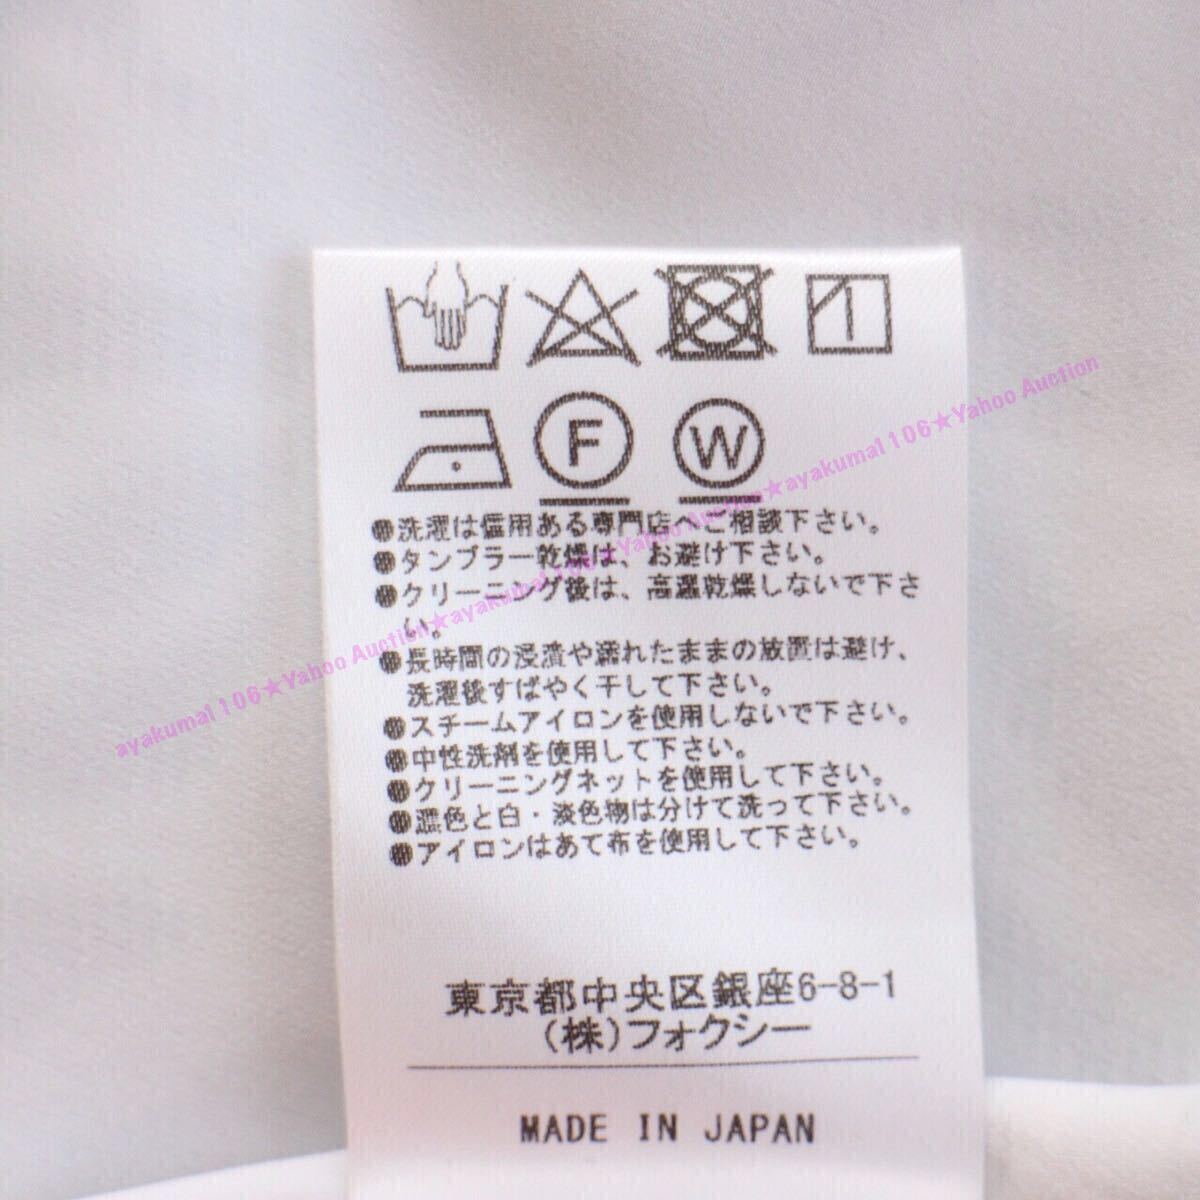 F W
●洗濯は信用ある専門店へご相談下さい。
●タンブラー乾燥は、お避け下さい。
●クリーニング後は、高温乾燥しないで下さ
い。
●長時間の浸漬や濡れたままの放置は避け、
洗濯後すばやく干して下さい。
●スチームアイロンを使用しないで下さい。
●中性洗剤を使用して下さい。
●クリーニングネットを使用して下さい。
●濃色と白・淡色物は分けて洗って下さい。
●アイロンはあて布を使用して下さい。
東京都中央区銀座6-8-1
(株)フォクシー
MADE IN JAPAN
ayakuma1106★Yahoo Auction★ayakuma1106★Yahoo Auction★ayakuma1106★Yahoo Auction